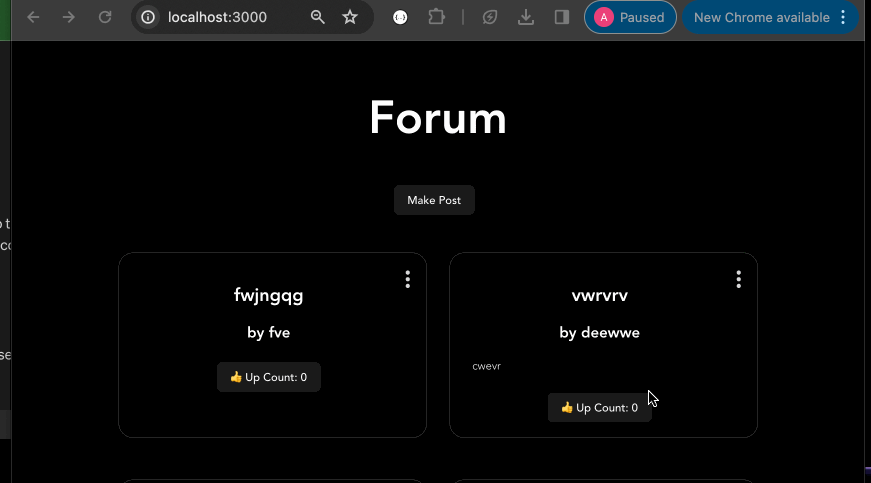 localhost:3000
A Paused
New Chrome available
Forum
Make Post
fwjngqg
by fve
👍 Up Count: 0
vwrvrv
by deewwe
cwevr
👍 Up Count: 0